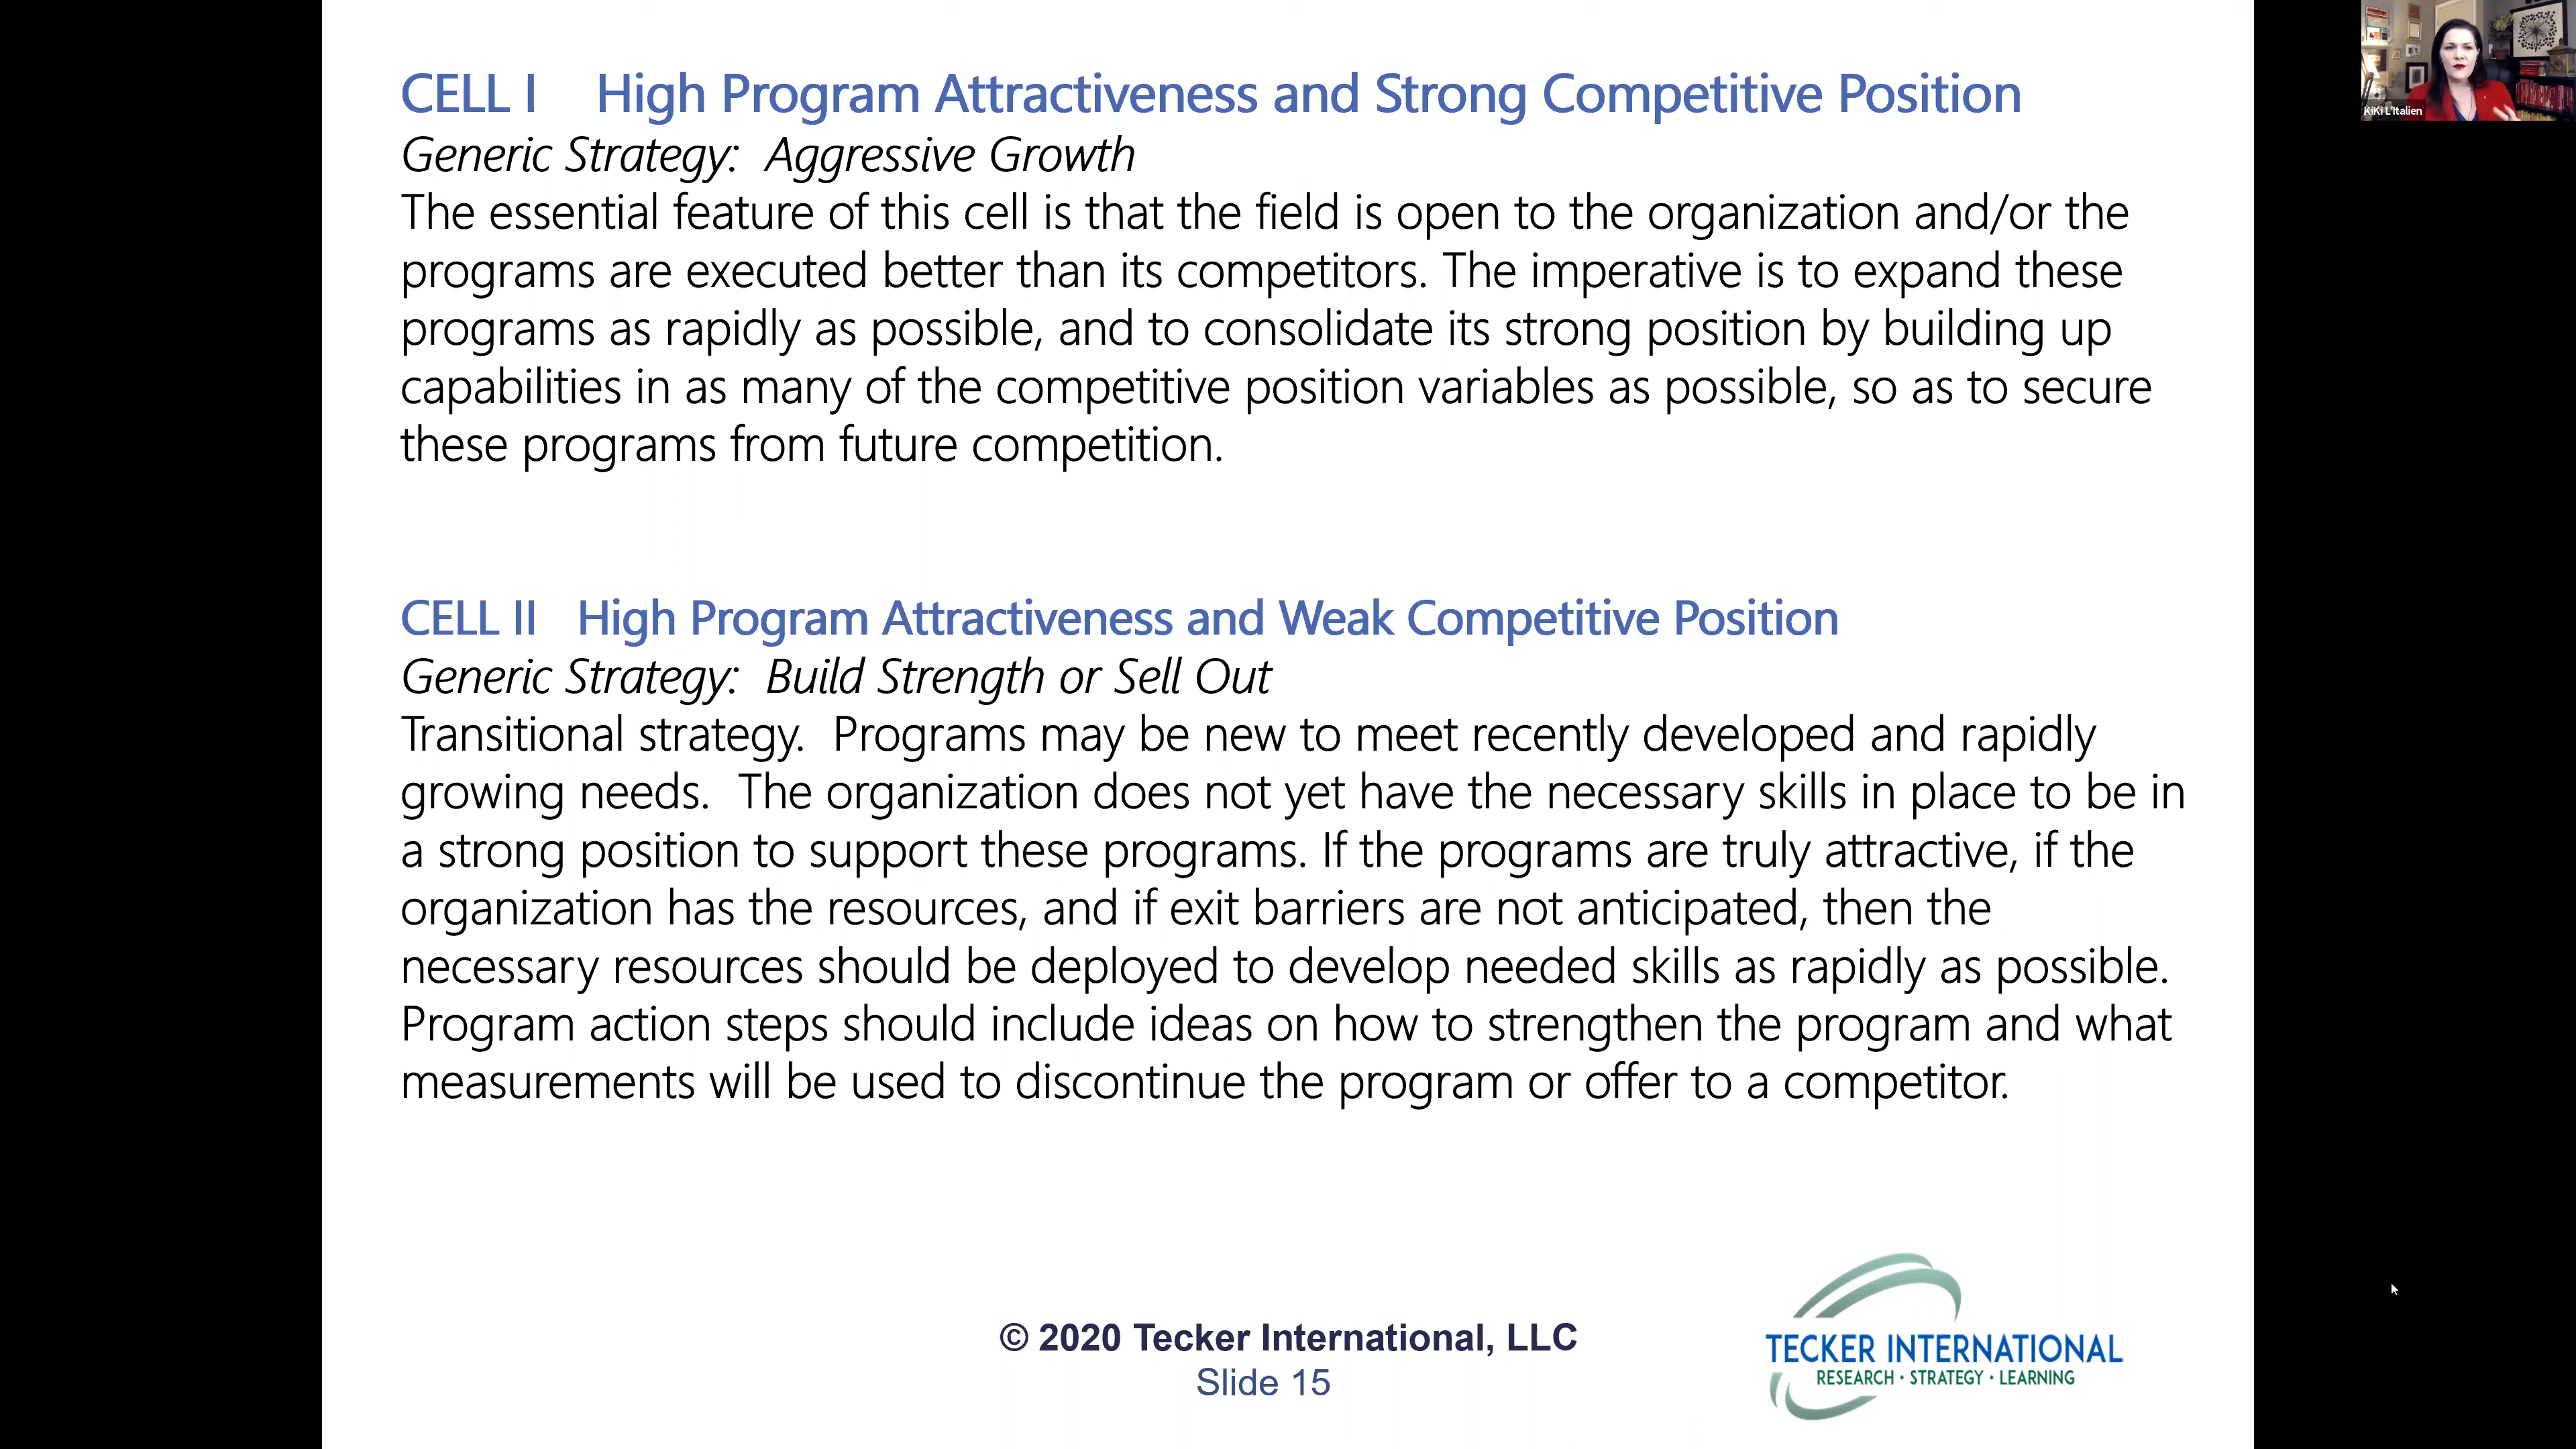 CELL I High Program Attractiveness and Strong Competitive Position
Generic Strategy: Aggressive Growth
The essential feature of this cell is that the field is open to the organization and/or the
programs are executed better than its competitors. The imperative is to expand these
programs as rapidly as possible, and to consolidate its strong position by building up
capabilities in as many of the competitive position variables as possible, so as to secure
these programs from future competition.
CELL II High Program Attractiveness and Weak Competitive Position
Generic Strategy: Build Strength or Sell Out
Transitional strategy. Programs may be new to meet recently developed and rapidly
growing needs. The organization does not yet have the necessary skills in place to be in
a strong position to support these programs. If the programs are truly attractive, if the
organization has the resources, and if exit barriers are not anticipated, then the
necessary resources should be deployed to develop needed skills as rapidly as possible.
Program action steps should include ideas on how to strengthen the program and what
measurements will be used to discontinue the program or offer to a competitor.
© 2020 Tecker International, LLC
Slide 15
TECKER INTERNATIONAL
RESEARCH · STRATEGY · LEARNING
KiKi L'Italien